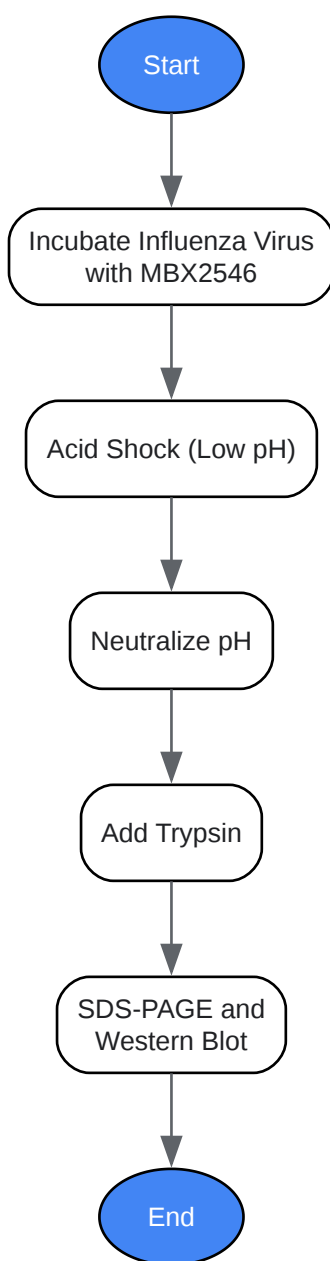 Start
Incubate Influenza Virus
with MBX2546
Acid Shock (Low pH)
Neutralize pH
Add Trypsin
SDS-PAGE and
Western Blot
End